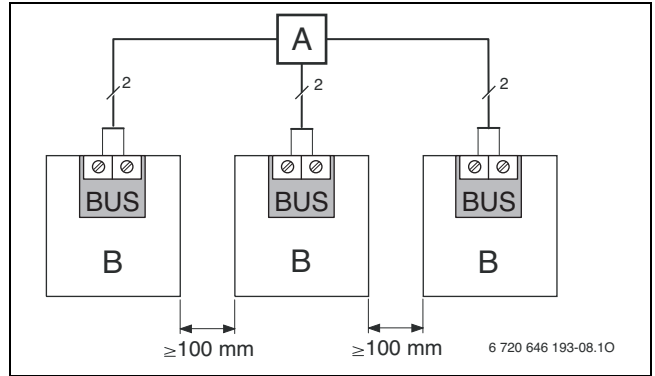 A
2 2 2
BUS BUS BUS
B B B
≥100 mm ≥100 mm
6 720 646 193-08.1O